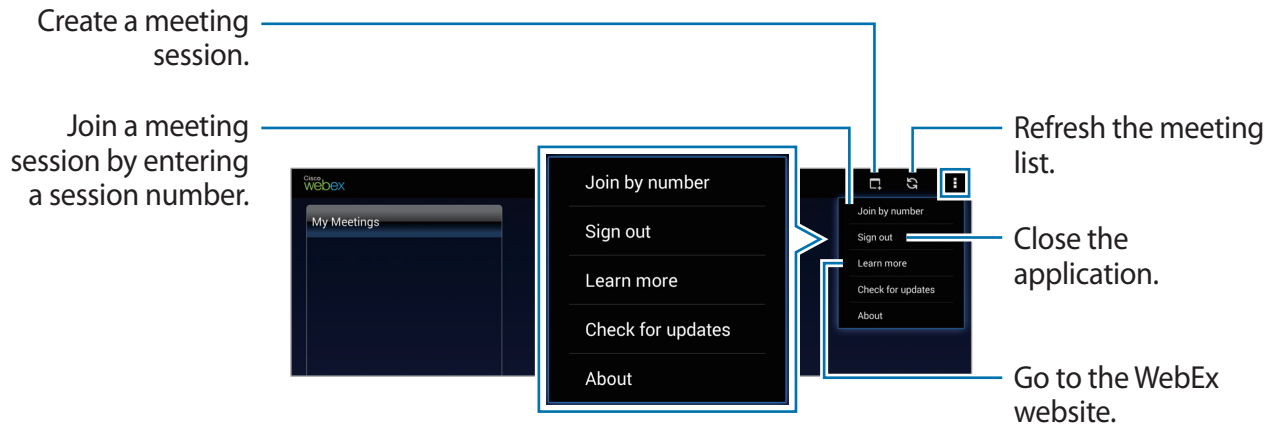 Create a meeting
session.
Join a meeting
session by entering
a session number.
Cisco
webex
My Meetings
Join by number
Sign out
Learn more
Check for updates
About
Join by number
Sign out
Learn more
Check for updates
About
Refresh the meeting
list.
Close the
application.
Go to the WebEx
website.